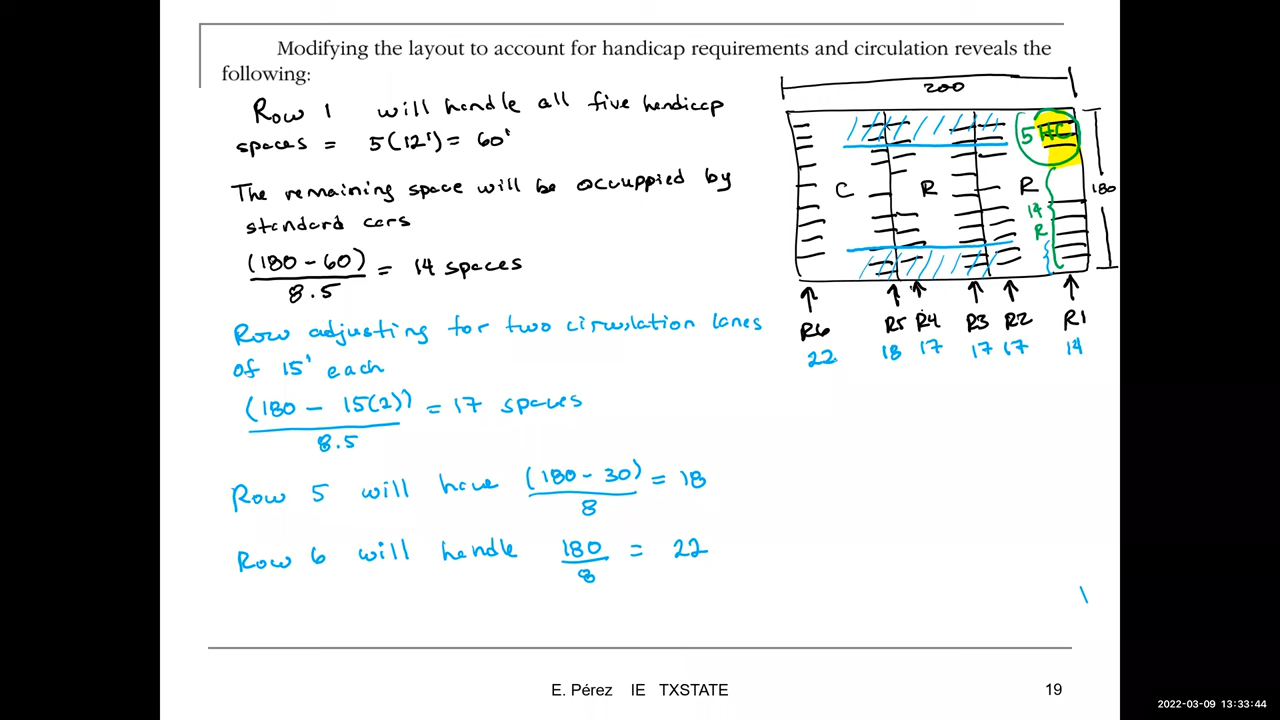 Modifying the layout to account for handicap requirements and circulation reveals the
following:
Row 1 will handle all five handicap
spaces = 5(12') = 60'
The remaining space will be occuppied by
standard cars
(180 - 60)
8.5
= 14 spaces
Row adjusting for two circulation lanes
of 15' each
(180 - 15(2))
8.5
= 17 spaces
Row 5 will have (180 - 30)
8
= 18
Row 6 will handle 180
8
= 22
200
5 HC
C R R
14
R
180
R6 R5 R4 R3 R2 R1
22 18 17 17 17 14
E. Pérez IE TXSTATE
19
2022-03-09 13:33:44